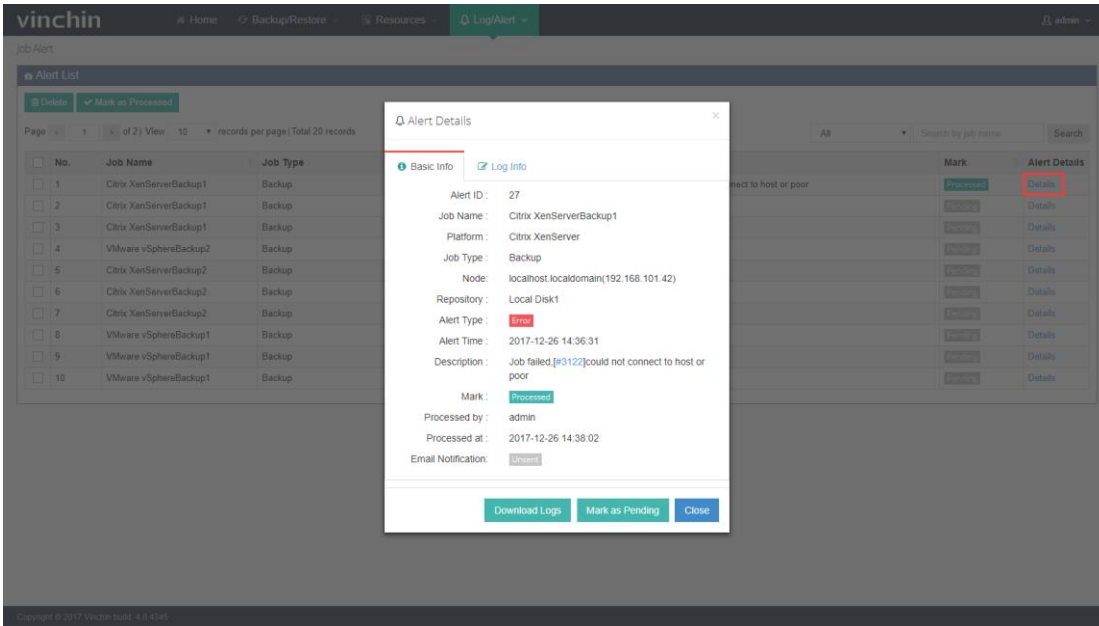 vinchin Home Backup/Restore Resources Log/Alert admin
Job Alert
Alert List
Delete Mark as Processed
Page 1 of 2 | View 10 records per page | Total 20 records All Search by job name Search
No. Job Name Job Type Mark Alert Details
1 Citrix XenServerBackup1 Backup nect to host or poor Processed Details
2 Citrix XenServerBackup1 Backup Pending Details
3 Citrix XenServerBackup1 Backup Pending Details
4 VMware vSphereBackup2 Backup Pending Details
5 Citrix XenServerBackup2 Backup Pending Details
6 Citrix XenServerBackup2 Backup Pending Details
7 Citrix XenServerBackup2 Backup Pending Details
8 VMware vSphereBackup1 Backup Pending Details
9 VMware vSphereBackup1 Backup Pending Details
10 VMware vSphereBackup1 Backup Pending Details
Alert Details ×
Basic Info Log Info
Alert ID : 27
Job Name : Citrix XenServerBackup1
Platform : Citrix XenServer
Job Type : Backup
Node: localhost.localdomain(192.168.101.42)
Repository : Local Disk1
Alert Type : Error
Alert Time : 2017-12-26 14:36:31
Description : Job failed,[#3122]could not connect to host or
poor
Mark : Processed
Processed by : admin
Processed at : 2017-12-26 14:38:02
Email Notification: Unsent
Download Logs Mark as Pending Close
Copyright © 2017 Vinchin build -4.0.4345